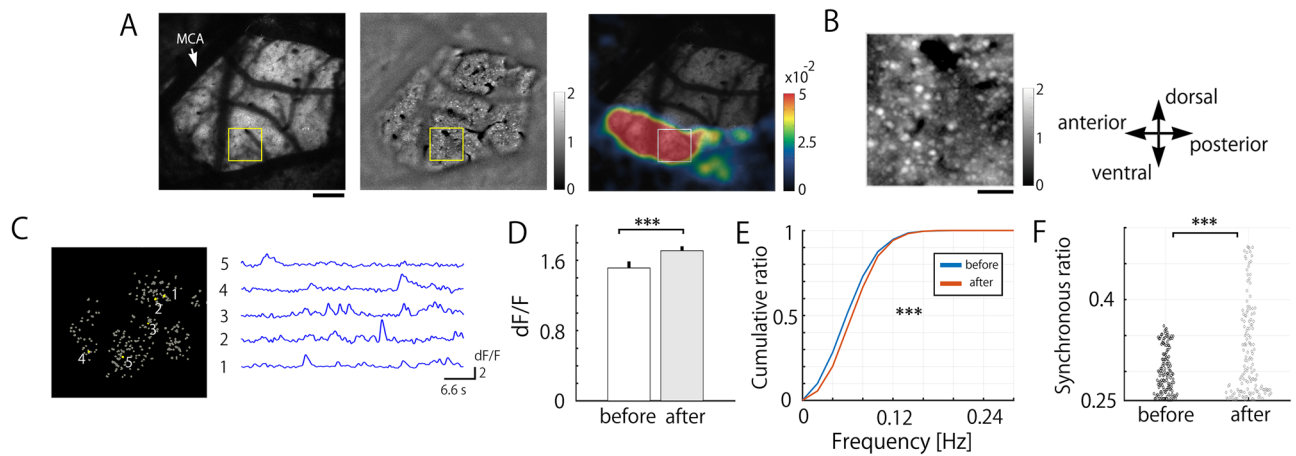 A
MCA
2
1
0
x10-2
5
2.5
0
B
2
1
0
dorsal
anterior
posterior
ventral
C
1
2
3
4
5
5
4
3
2
1
dF/F
2
6.6 s
D
***
1.6
0.8
0
dF/F
before
after
E
1
0.5
0
Cumulative ratio
before
after
***
0
0.12
0.24
Frequency [Hz]
F
***
0.4
0.25
Synchronous ratio
before
after